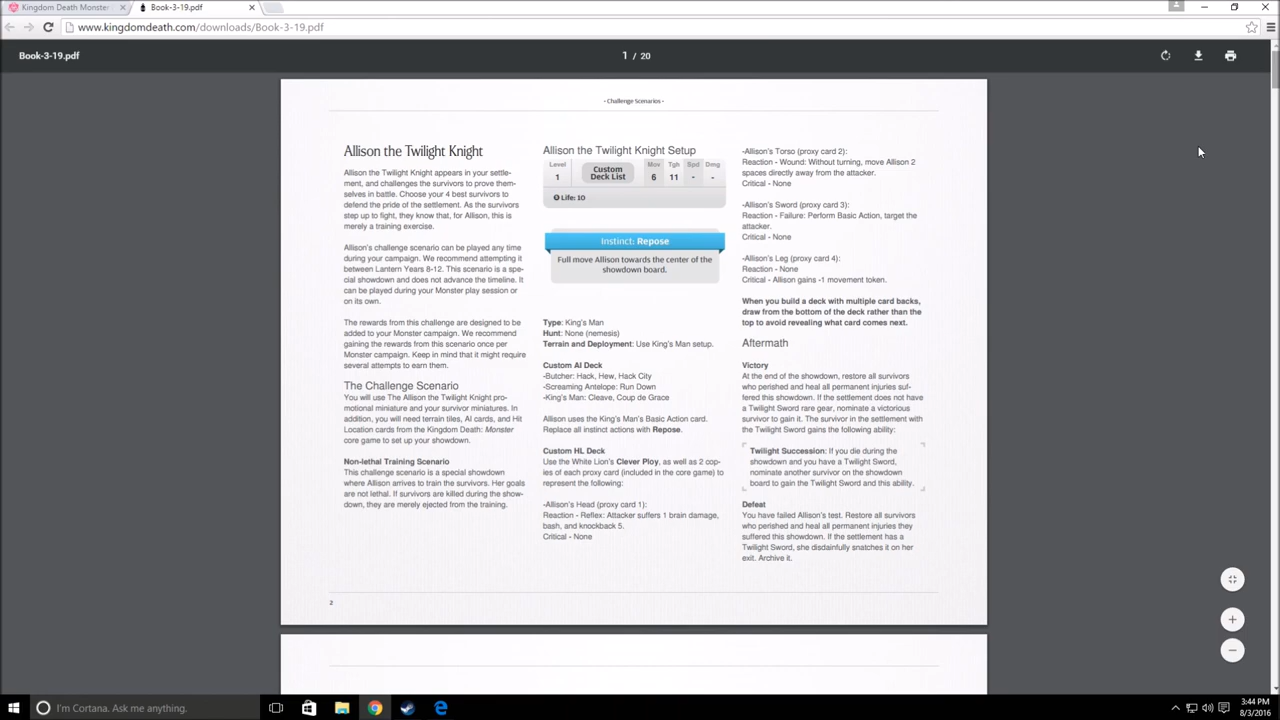 Kingdom Death Monster
Book-3-19.pdf
www.kingdomdeath.com/downloads/Book-3-19.pdf
Book-3-19.pdf
1 / 20
- Challenge Scenarios -
Allison the Twilight Knight
Allison the Twilight Knight appears in your settle-
ment, and challenges the survivors to prove them-
selves in battle. Choose your 4 best survivors to
defend the pride of the settlement. As the survivors
step up to fight, they know that, for Allison, this is
merely a training exercise.
Allison's challenge scenario can be played any time
during your campaign. We recommend attempting it
between Lantern Years 8-12. This scenario is a spe-
cial showdown and does not advance the timeline. It
can be played during your Monster play session or
on its own.
The rewards from this challenge are designed to be
added to your Monster campaign. We recommend
gaining the rewards from this scenario once per
Monster campaign. Keep in mind that it might require
several attempts to earn them.
The Challenge Scenario
You will use The Allison the Twilight Knight pro-
motional miniature and your survivor miniatures. In
addition, you will need terrain tiles, AI cards, and Hit
Location cards from the Kingdom Death: Monster
core game to set up your showdown.
Non-lethal Training Scenario
This challenge scenario is a special showdown
where Allison arrives to train the survivors. Her goals
are not lethal. If survivors are killed during the show-
down, they are merely ejected from the training.
2
Allison the Twilight Knight Setup
Level
1
Custom
Deck List
Mov Tgh Spd Dmg
6 11 - -
Life: 10
Instinct: Repose
Full move Allison towards the center of the
showdown board.
Type: King's Man
Hunt: None (nemesis)
Terrain and Deployment: Use King's Man setup.
Custom AI Deck
-Butcher: Hack, Hew, Hack City
-Screaming Antelope: Run Down
-King's Man: Cleave, Coup de Grace
Allison uses the King's Man's Basic Action card.
Replace all instinct actions with Repose.
Custom HL Deck
Use the White Lion's Clever Ploy, as well as 2 cop-
ies of each proxy card (included in the core game) to
represent the following:
-Allison's Head (proxy card 1):
Reaction - Reflex: Attacker suffers 1 brain damage,
bash, and knockback 5.
Critical - None
-Allison's Torso (proxy card 2):
Reaction - Wound: Without turning, move Allison 2
spaces directly away from the attacker.
Critical - None
-Allison's Sword (proxy card 3):
Reaction - Failure: Perform Basic Action, target the
attacker.
Critical - None
-Allison's Leg (proxy card 4):
Reaction - None
Critical - Allison gains -1 movement token.
When you build a deck with multiple card backs,
draw from the bottom of the deck rather than the
top to avoid revealing what card comes next.
Aftermath
Victory
At the end of the showdown, restore all survivors
who perished and heal all permanent injuries suf-
fered this showdown. If the settlement does not have
a Twilight Sword rare gear, nominate a victorious
survivor to gain it. The survivor in the settlement with
the Twilight Sword gains the following ability:
Twilight Succession: If you die during the
showdown and you have a Twilight Sword,
nominate another survivor on the showdown
board to gain the Twilight Sword and this ability.
Defeat
You have failed Allison's test. Restore all survivors
who perished and heal all permanent injuries they
suffered this showdown. If the settlement has a
Twilight Sword, she disdainfully snatches it on her
exit. Archive it.
I'm Cortana. Ask me anything.
3:44 PM
8/3/2016